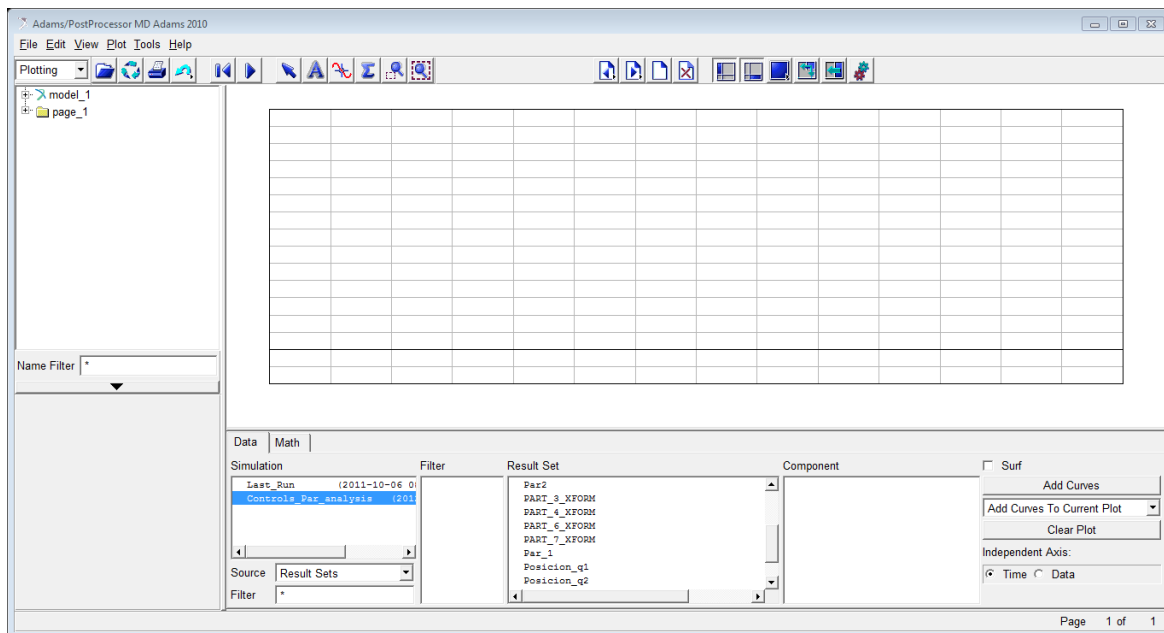 Adams/PostProcessor MD Adams 2010
File Edit View Plot Tools Help
Plotting
model_1
page_1
Name Filter *
Data Math
Simulation Filter Result Set Component Surf
Last_Run (2011-10-06 0
Controls_Par_analysis (201
Par2
PART_3_XFORM
PART_4_XFORM
PART_6_XFORM
PART_7_XFORM
Par_1
Posicion_q1
Posicion_q2
Add Curves
Add Curves To Current Plot
Clear Plot
Independent Axis:
Time Data
Source Result Sets
Filter *
Page 1 of 1